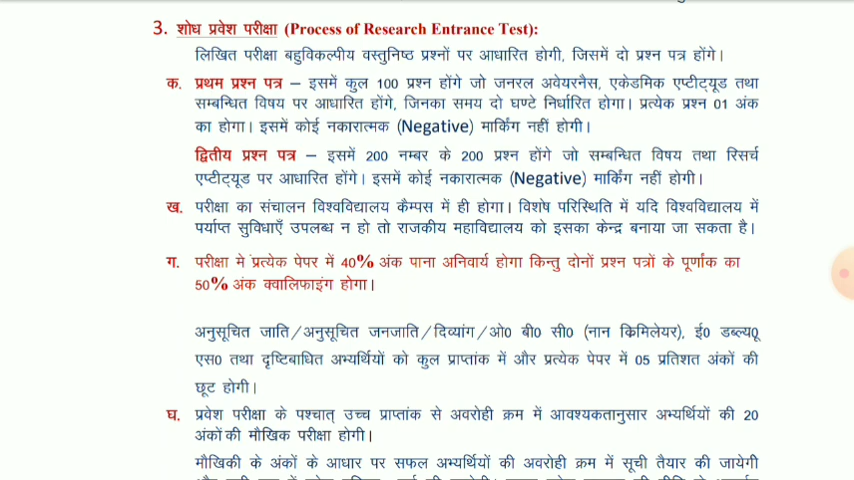 3. शोध प्रवेश परीक्षा (Process of Research Entrance Test):
लिखित परीक्षा बहुविकल्पीय वस्तुनिष्ठ प्रश्नों पर आधारित होगी, जिसमें दो प्रश्न पत्र होंगे।
क. प्रथम प्रश्न पत्र – इसमें कुल 100 प्रश्न होंगे जो जनरल अवेयरनैस, एकेडमिक एप्टीट्यूड तथा
सम्बन्धित विषय पर आधारित होंगे, जिनका समय दो घण्टे निर्धारित होगा। प्रत्येक प्रश्न 01 अंक
का होगा। इसमें कोई नकारात्मक (Negative) मार्किंग नहीं होगी।
द्वितीय प्रश्न पत्र – इसमें 200 नम्बर के 200 प्रश्न होंगे जो सम्बन्धित विषय तथा रिसर्च
एप्टीट्यूड पर आधारित होंगे। इसमें कोई नकारात्मक (Negative) मार्किंग नहीं होगी।
ख. परीक्षा का संचालन विश्वविद्यालय कैम्पस में ही होगा। विशेष परिस्थिति में यदि विश्वविद्यालय में
पर्याप्त सुविधाएँ उपलब्ध न हो तो राजकीय महाविद्यालय को इसका केन्द्र बनाया जा सकता है।
ग. परीक्षा मे प्रत्येक पेपर में 40% अंक पाना अनिवार्य होगा किन्तु दोनों प्रश्न पत्रों के पूर्णांक का
50% अंक क्वालिफाइंग होगा।
अनुसूचित जाति/अनुसूचित जनजाति/दिव्यांग/ओ0 बी0 सी0 (नान क्रिमिलेयर), ई0 डब्ल्यू0
एस0 तथा दृष्टिबाधित अभ्यर्थियों को कुल प्राप्तांक में और प्रत्येक पेपर में 05 प्रतिशत अंकों की
छूट होगी।
घ. प्रवेश परीक्षा के पश्चात् उच्च प्राप्तांक से अवरोही क्रम में आवश्यकतानुसार अभ्यर्थियों की 20
अंकों की मौखिक परीक्षा होगी।
मौखिकी के अंकों के आधार पर सफल अभ्यर्थियों की अवरोही क्रम में सूची तैयार की जायेगी